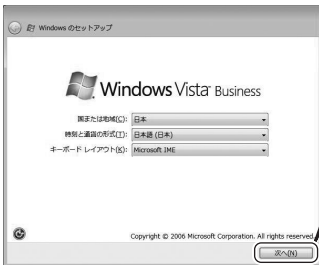 Windows のセットアップ
Windows Vista™ Business
国または地域(C): 日本
時刻と通貨の形式(T): 日本語 (日本)
キーボード レイアウト(K): Microsoft IME
Copyright © 2006 Microsoft Corporation. All rights reserved.
次へ(N)